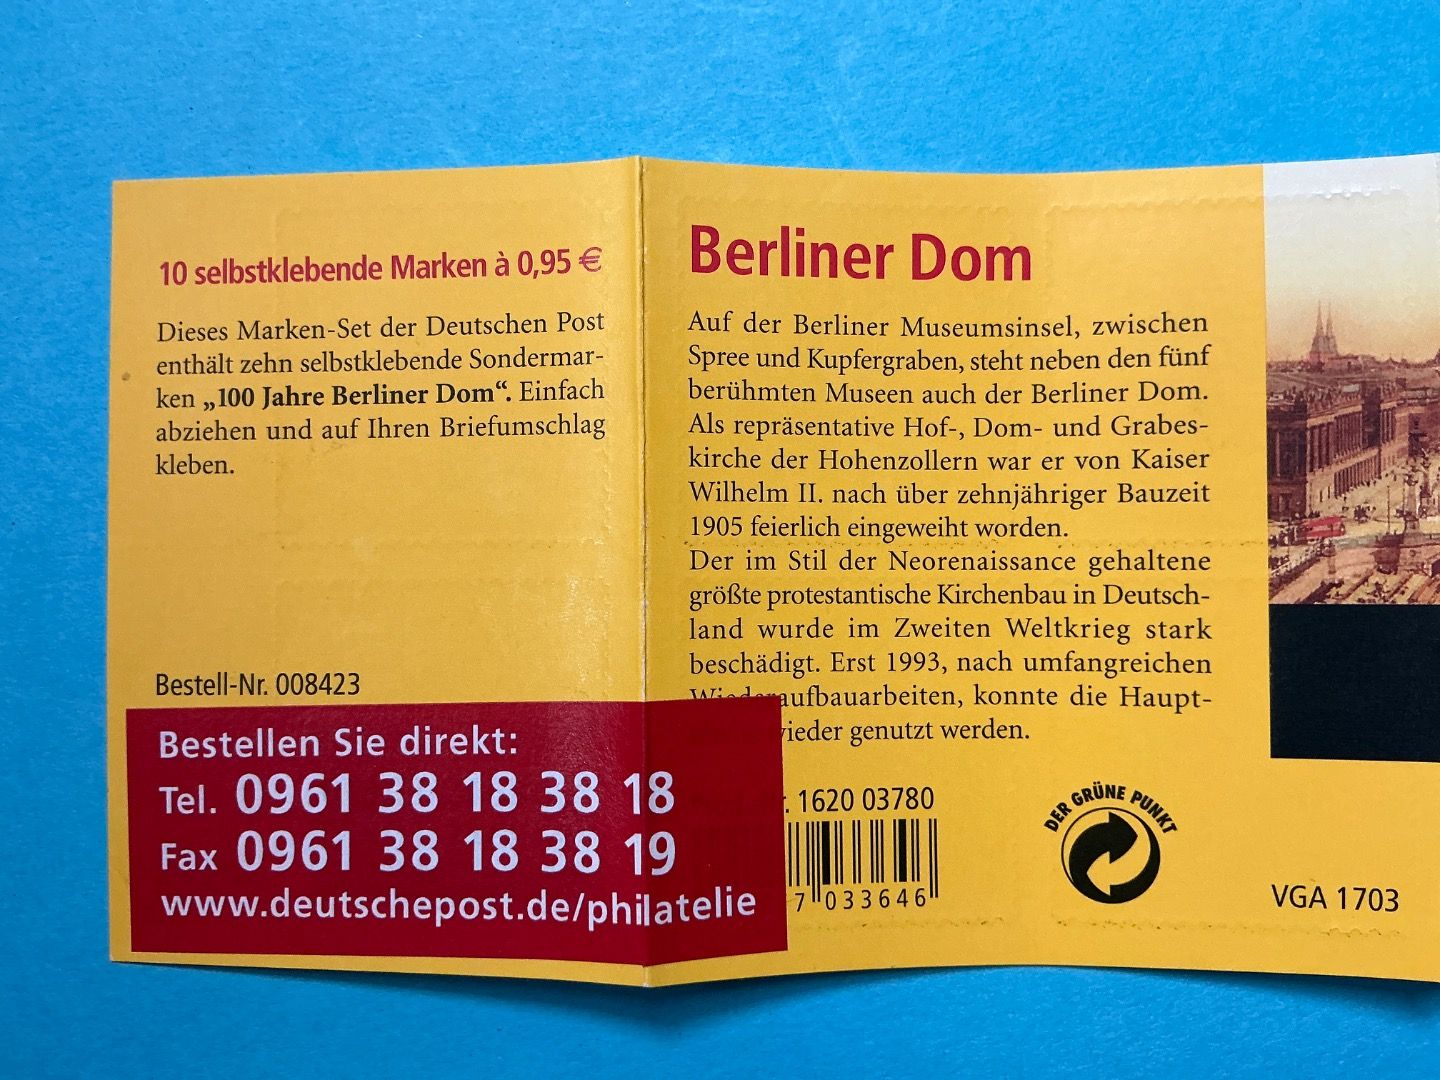 10 selbstklebende Marken à 0,95 €
Dieses Marken-Set der Deutschen Post
enthält zehn selbstklebende Sondermar-
ken „100 Jahre Berliner Dom“. Einfach
abziehen und auf Ihren Briefumschlag
kleben.
Bestell-Nr. 008423
Bestellen Sie direkt:
Tel. 0961 38 18 38 18
Fax 0961 38 18 38 19
www.deutschepost.de/philatelie
Berliner Dom
Auf der Berliner Museumsinsel, zwischen
Spree und Kupfergraben, steht neben den fünf
berühmten Museen auch der Berliner Dom.
Als repräsentative Hof-, Dom- und Grabes-
kirche der Hohenzollern war er von Kaiser
Wilhelm II. nach über zehnjähriger Bauzeit
1905 feierlich eingeweiht worden.
Der im Stil der Neorenaissance gehaltene
größte protestantische Kirchenbau in Deutsch-
land wurde im Zweiten Weltkrieg stark
beschädigt. Erst 1993, nach umfangreichen
Wiederaufbauarbeiten, konnte die Haupt-
wieder genutzt werden.
1620 03780
7 033646
DER GRÜNE PUNKT
VGA 1703